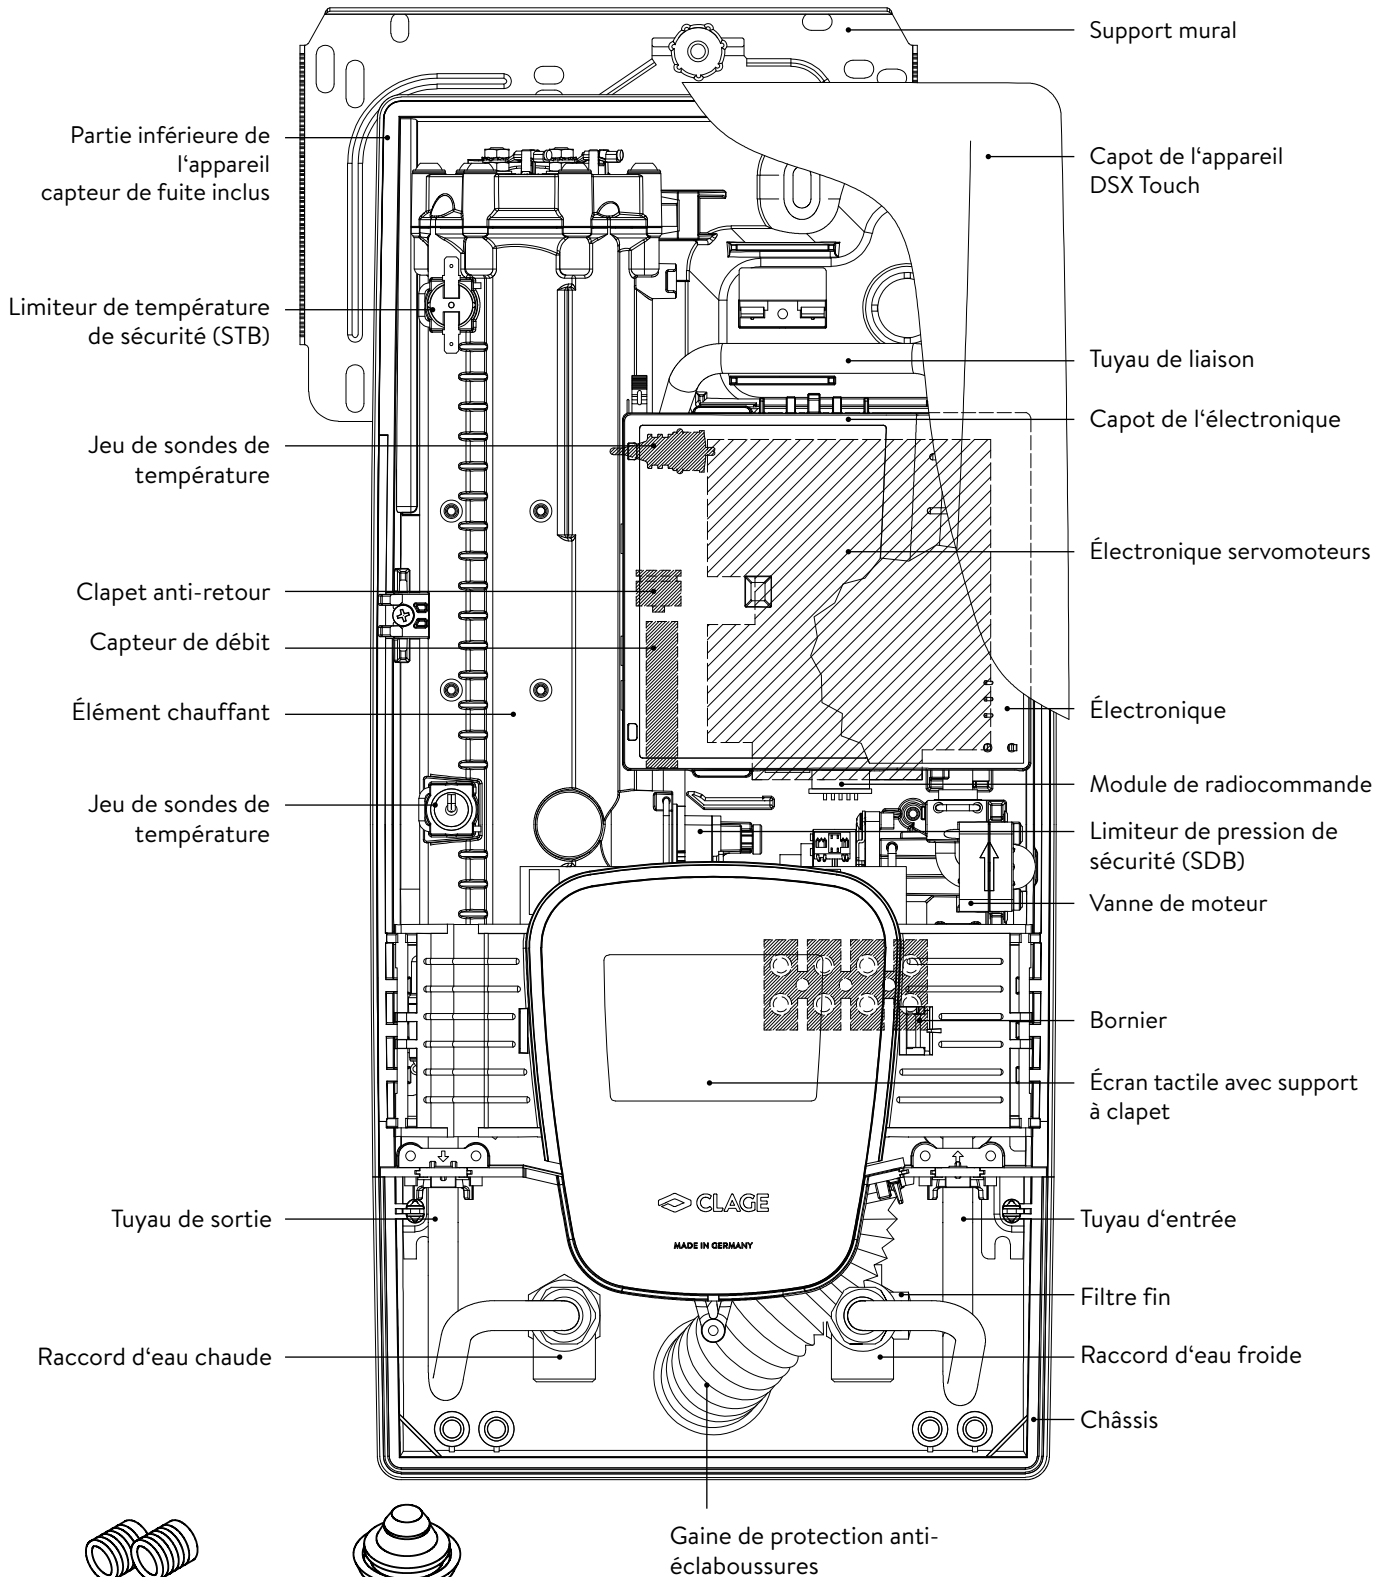 Support mural
Partie inférieure de
l‘appareil
capteur de fuite inclus
Capot de l‘appareil
DSX Touch
Limiteur de température
de sécurité (STB)
Tuyau de liaison
Capot de l‘électronique
Jeu de sondes de
température
Électronique servomoteurs
Clapet anti-retour
Capteur de débit
Élément chauffant
Électronique
Module de radiocommande
Jeu de sondes de
température
Limiteur de pression de
sécurité (SDB)
Vanne de moteur
Bornier
Écran tactile avec support
à clapet
CLAGE
MADE IN GERMANY
Tuyau de sortie
Tuyau d‘entrée
Filtre fin
Raccord d‘eau chaude
Raccord d‘eau froide
Châssis
Gaine de protection anti-
éclaboussures